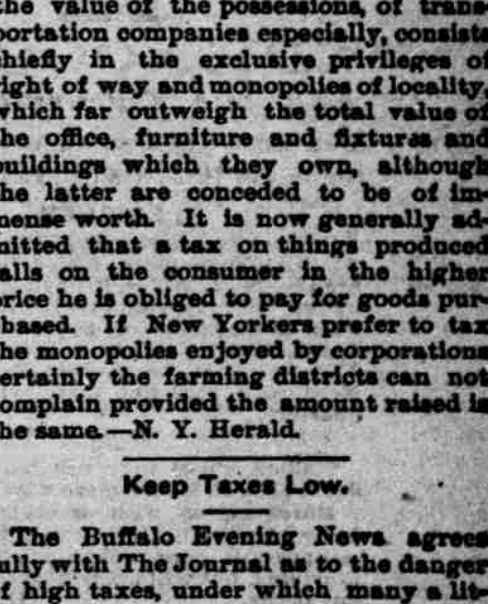 the value of the possessions, of trans-
portation companies especially, consists
chiefly in the exclusive privileges of
right of way and monopolies of locality,
which far outweigh the total value of
the office, furniture and fixtures and
buildings which they own, although
the latter are conceded to be of im-
mense worth. It is now generally ad-
mitted that a tax on things produced
falls on the consumer in the higher
price he is obliged to pay for goods pur-
chased. If New Yorkers prefer to tax
the monopolies enjoyed by corporations
certainly the farming districts can not
complain provided the amount raised is
the same.—N. Y. Herald.
Keep Taxes Low.
The Buffalo Evening News agrees
fully with The Journal as to the danger
of high taxes, under which many a lit-